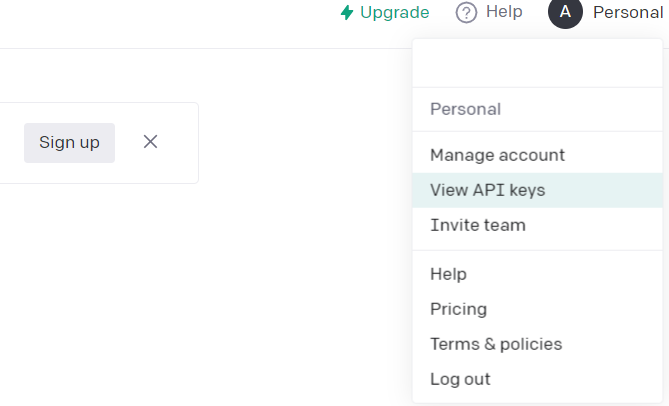 Upgrade Help A Personal
Personal
Sign up
Manage account
View API keys
Invite team
Help
Pricing
Terms & policies
Log out